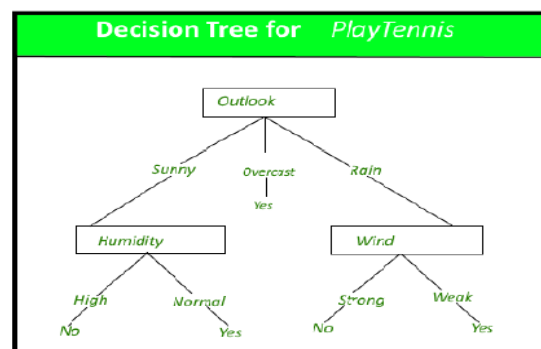 Decision Tree for PlayTennis
Outlook
Sunny Overcast Rain
Yes
Humidity Wind
High Normal Strong Weak
No Yes No Yes